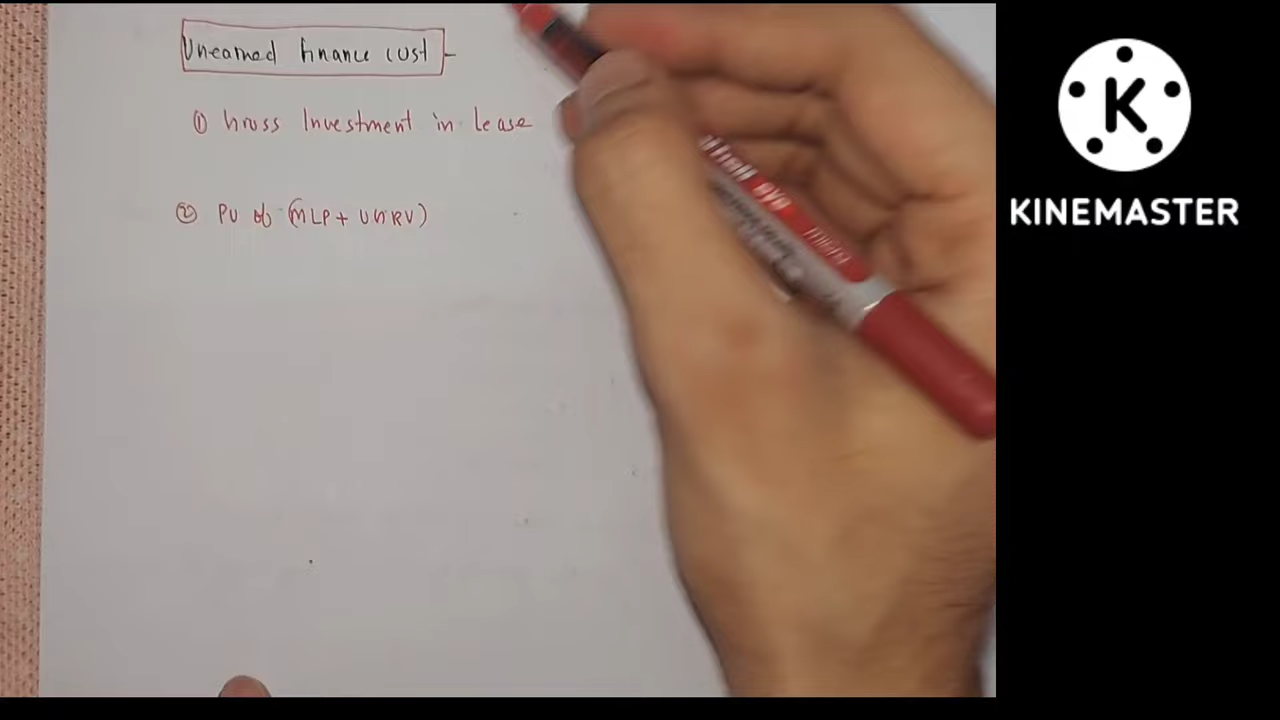 Unearned finance cost -
① Gross Investment in Lease
② PV of (MLP + UGRV)
K
KINEMASTER